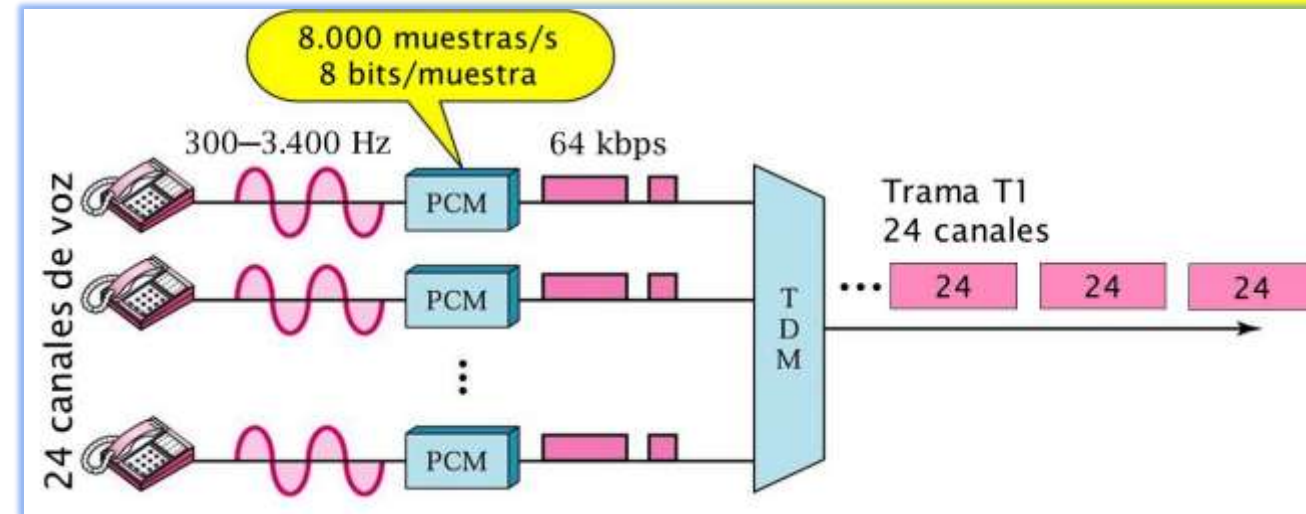 8.000 muestras/s
8 bits/muestra
300–3.400 Hz
64 kbps
24 canales de voz
PCM
PCM
PCM
TDM
Trama T1
24 canales
24
24
24